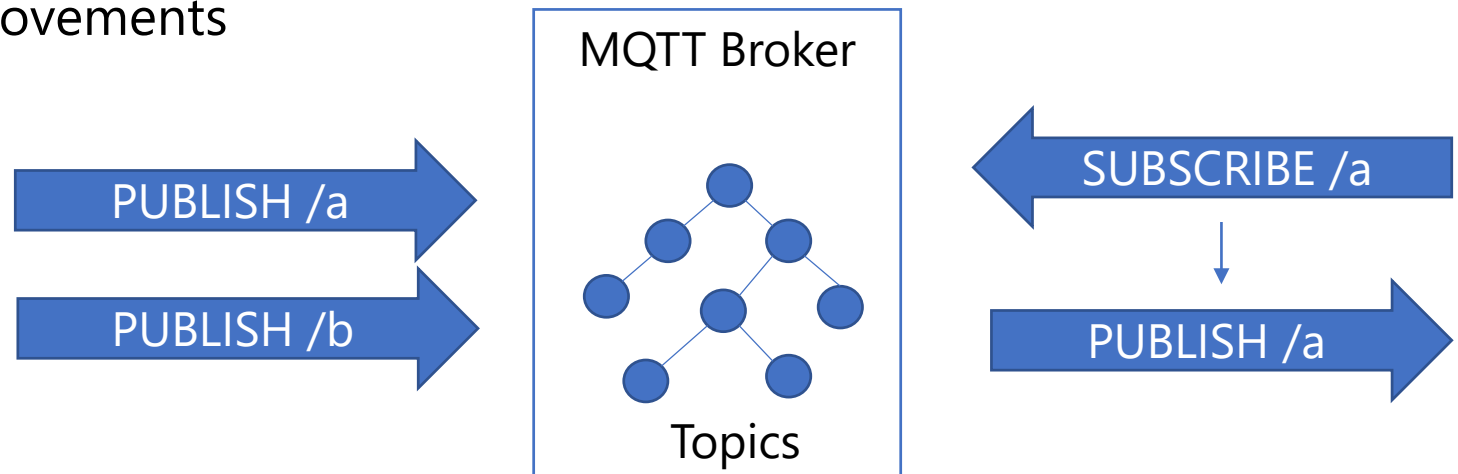 ovements
MQTT Broker
PUBLISH /a
PUBLISH /b
SUBSCRIBE /a
PUBLISH /a
Topics